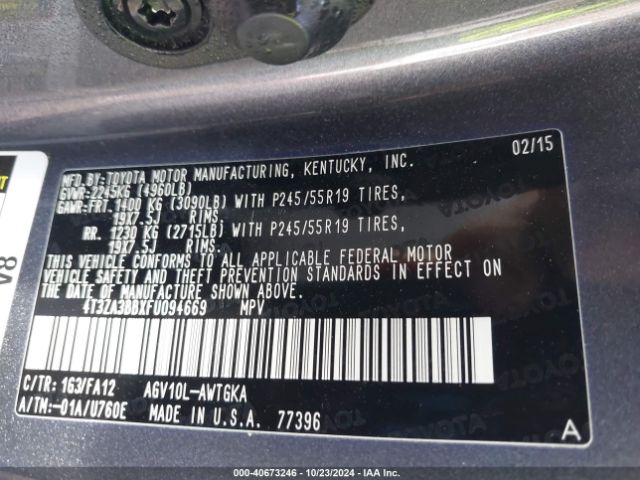 02/15
MFD. BY: TOYOTA MOTOR MANUFACTURING, KENTUCKY, INC.
GVWR: 2245KG (4960LB)
GAWR: FRT. 1400 KG (3090LB) WITH P245/55R19 TIRES,
19X7.5J RIMS,
RR. 1230 KG (2715LB) WITH P245/55R19 TIRES,
19X7.5J RIMS.
THIS VEHICLE CONFORMS TO ALL APPLICABLE FEDERAL MOTOR
VEHICLE SAFETY AND THEFT PREVENTION STANDARDS IN EFFECT ON
THE DATE OF MANUFACTURE SHOWN ABOVE.
4T3ZA3BBXFU094669 MPV
C/TR: 163/FA12 AGV10L-AWTGKA
A/TM: -01A/U760E MADE IN U.S.A. 77396
A
000-40673246 - 10/23/2024 - IAA Inc.